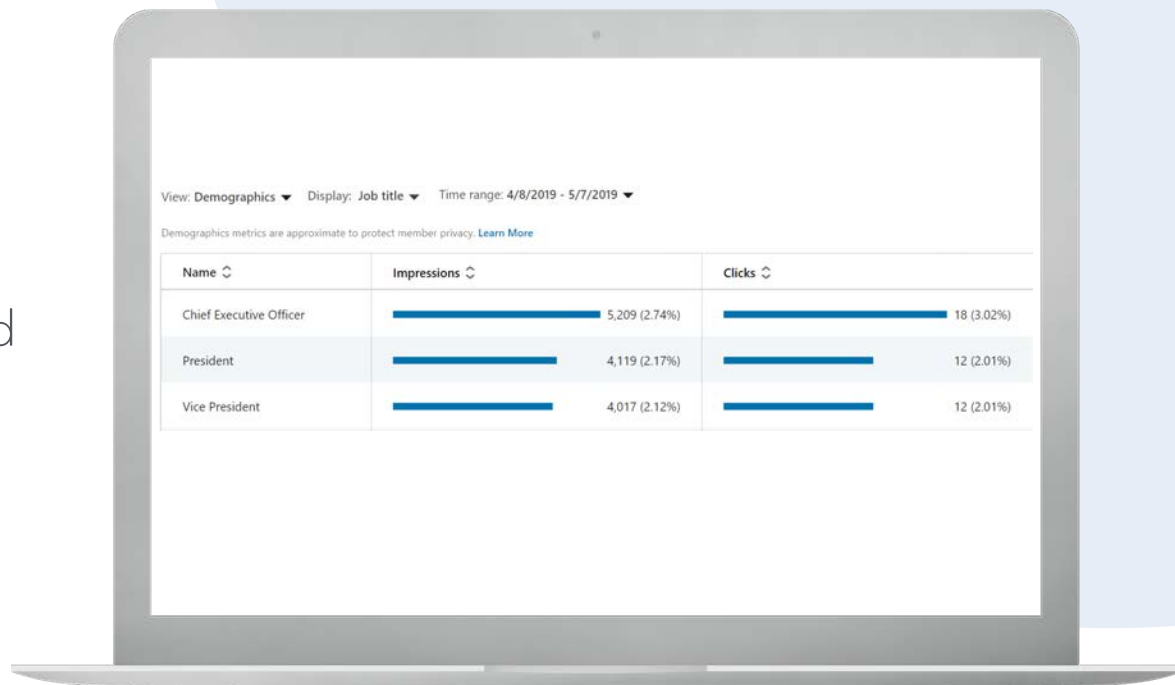 View: Demographics Display: Job title Time range: 4/8/2019 - 5/7/2019
Demographics metrics are approximate to protect member privacy. Learn More
Name Impressions Clicks
Chief Executive Officer 5,209 (2.74%) 18 (3.02%)
President 4,119 (2.17%) 12 (2.01%)
Vice President 4,017 (2.12%) 12 (2.01%)